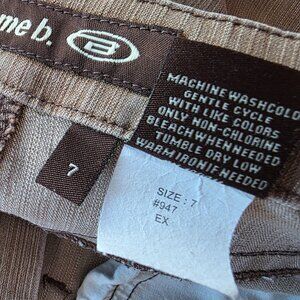 me b.
7
MACHINE WASH COLD
GENTLE CYCLE
WITH LIKE COLORS
ONLY NON-CHLORINE
BLEACH WHEN NEEDED
TUMBLE DRY LOW
WARM IRON IF NEEDED
SIZE : 7
#947
EX